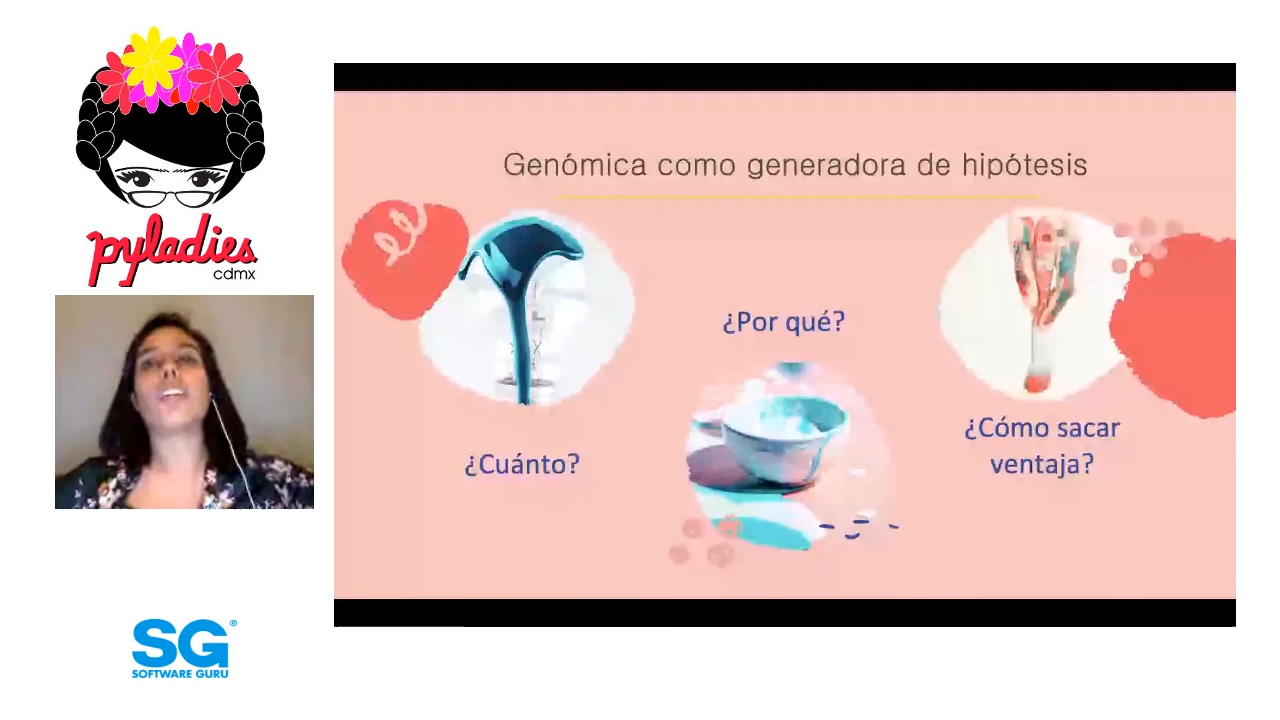 pyladies
cdmx
SG®
SOFTWARE GURU
Genómica como generadora de hipótesis
¿Por qué?
¿Cuánto?
¿Cómo sacar
ventaja?